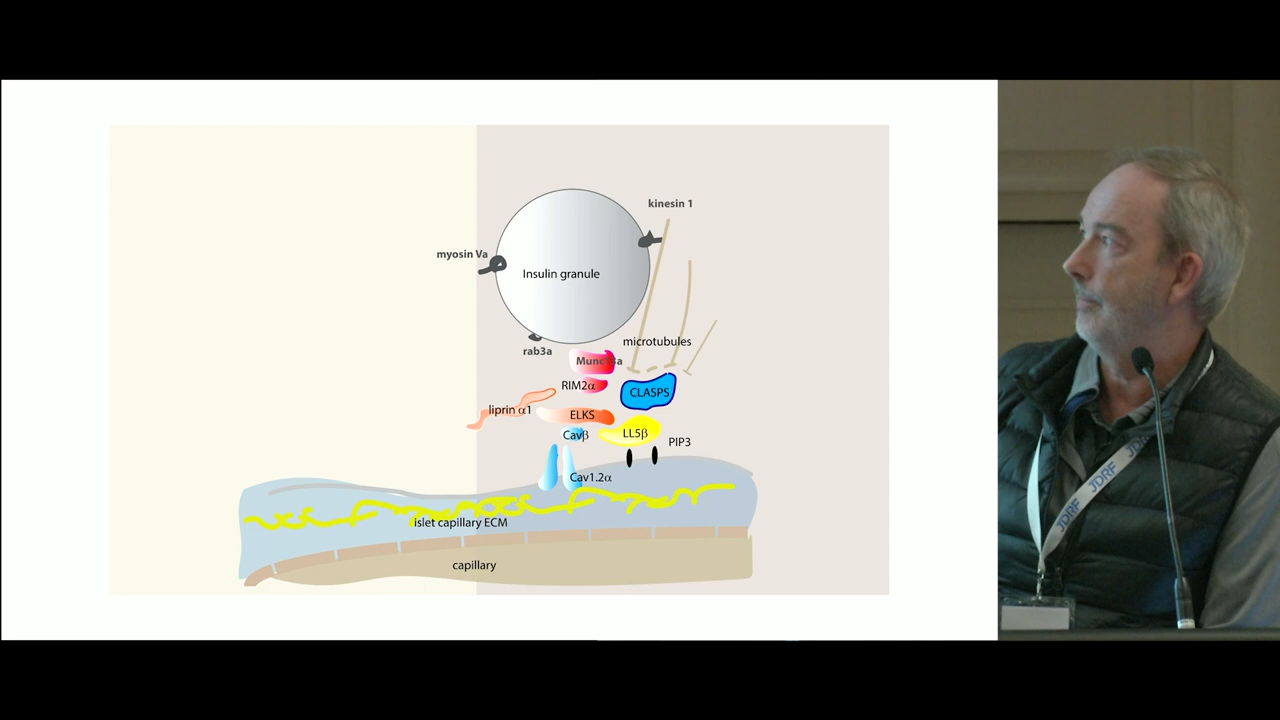 kinesin 1
myosin Va
Insulin granule
microtubules
rab3a
RIM2α
CLASPS
liprin α1
ELKS
Cavβ
LL5β
PIP3
Cav1.2α
islet capillary ECM
capillary
JDRF
JDRF